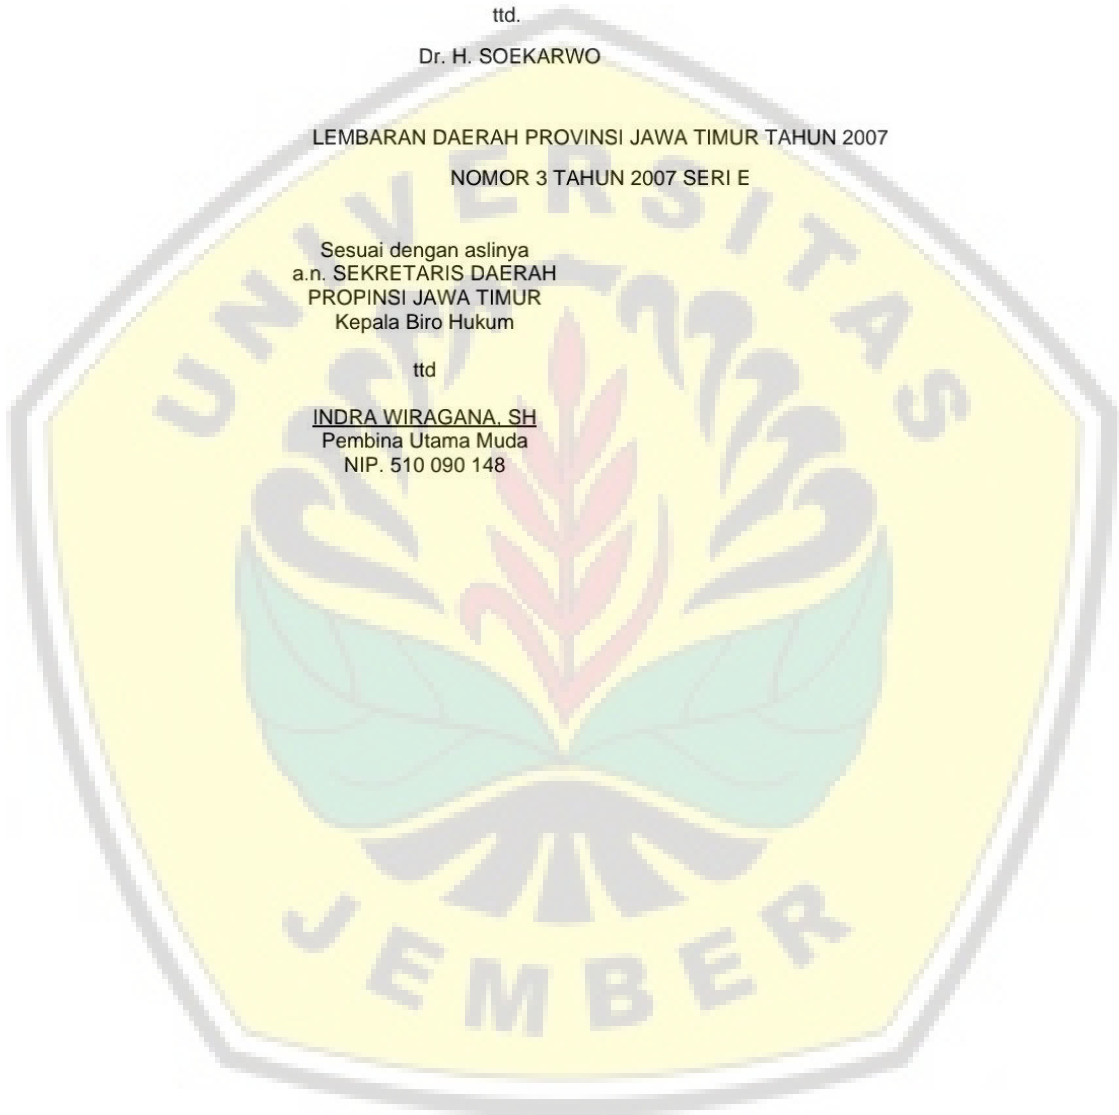 ttd.
Dr. H. SOEKARWO
LEMBARAN DAERAH PROVINSI JAWA TIMUR TAHUN 2007
NOMOR 3 TAHUN 2007 SERI E
Sesuai dengan aslinya
a.n. SEKRETARIS DAERAH
PROPINSI JAWA TIMUR
Kepala Biro Hukum
ttd
INDRA WIRAGANA, SH
Pembina Utama Muda
NIP. 510 090 148
UNIVERSITAS
JEMBER